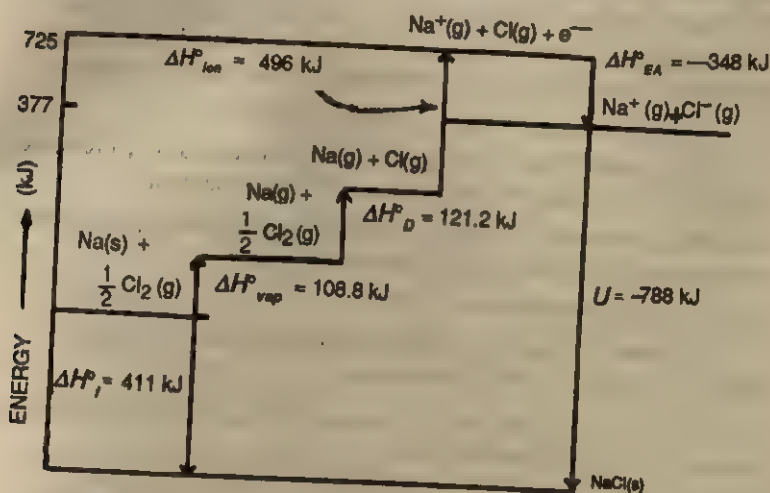 Na⁺(g) + Cl(g) + e⁻
725
ΔH°ion = 496 kJ
ΔH°EA = −348 kJ
377
Na⁺(g)+Cl⁻(g)
Na(g) + Cl(g)
Na(g) +
1/2 Cl₂(g)
ΔH°D = 121.2 kJ
Na(s) +
1/2 Cl₂(g)
ΔH°vap = 108.8 kJ
U = −788 kJ
ΔH°f = 411 kJ
ENERGY → (kJ)
NaCl(s)